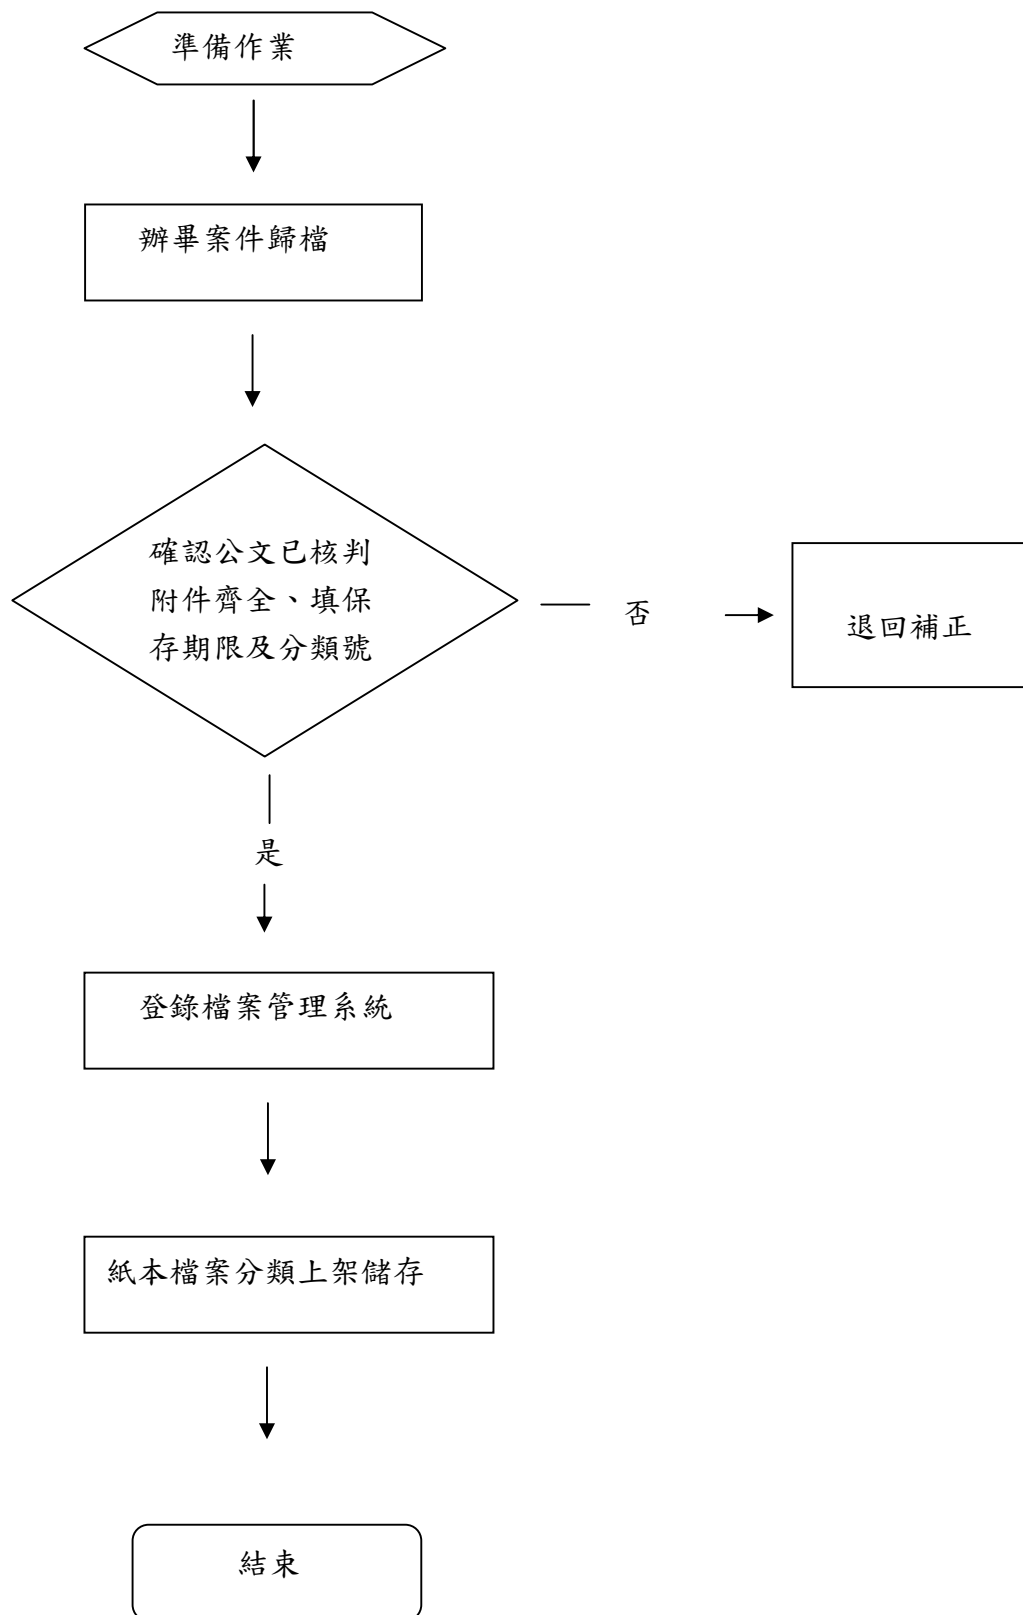 準備作業
辦畢案件歸檔
確認公文已核判
附件齊全、填保
存期限及分類號
否
退回補正
是
登錄檔案管理系統
紙本檔案分類上架儲存
結束